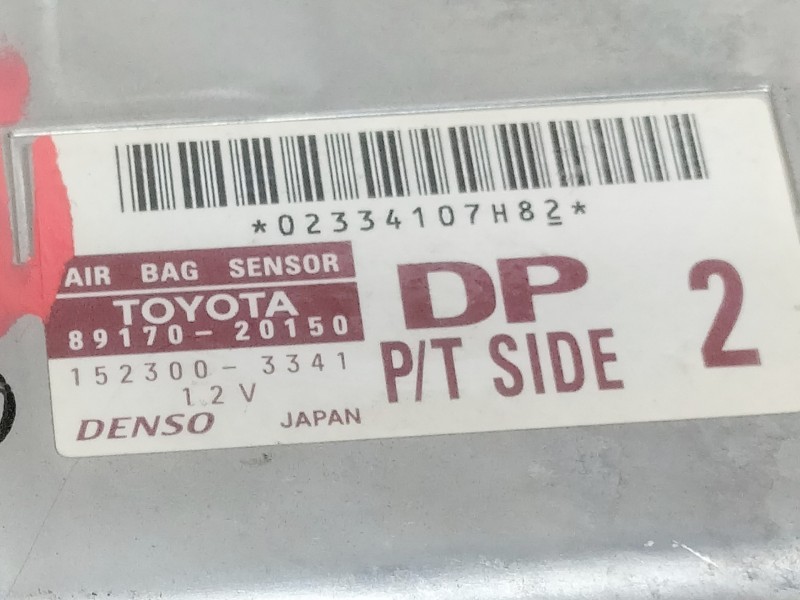 *02334107H82*
AIR BAG SENSOR
TOYOTA
89170-20150
152300-3341
12V
DENSO JAPAN
DP
P/T SIDE
2